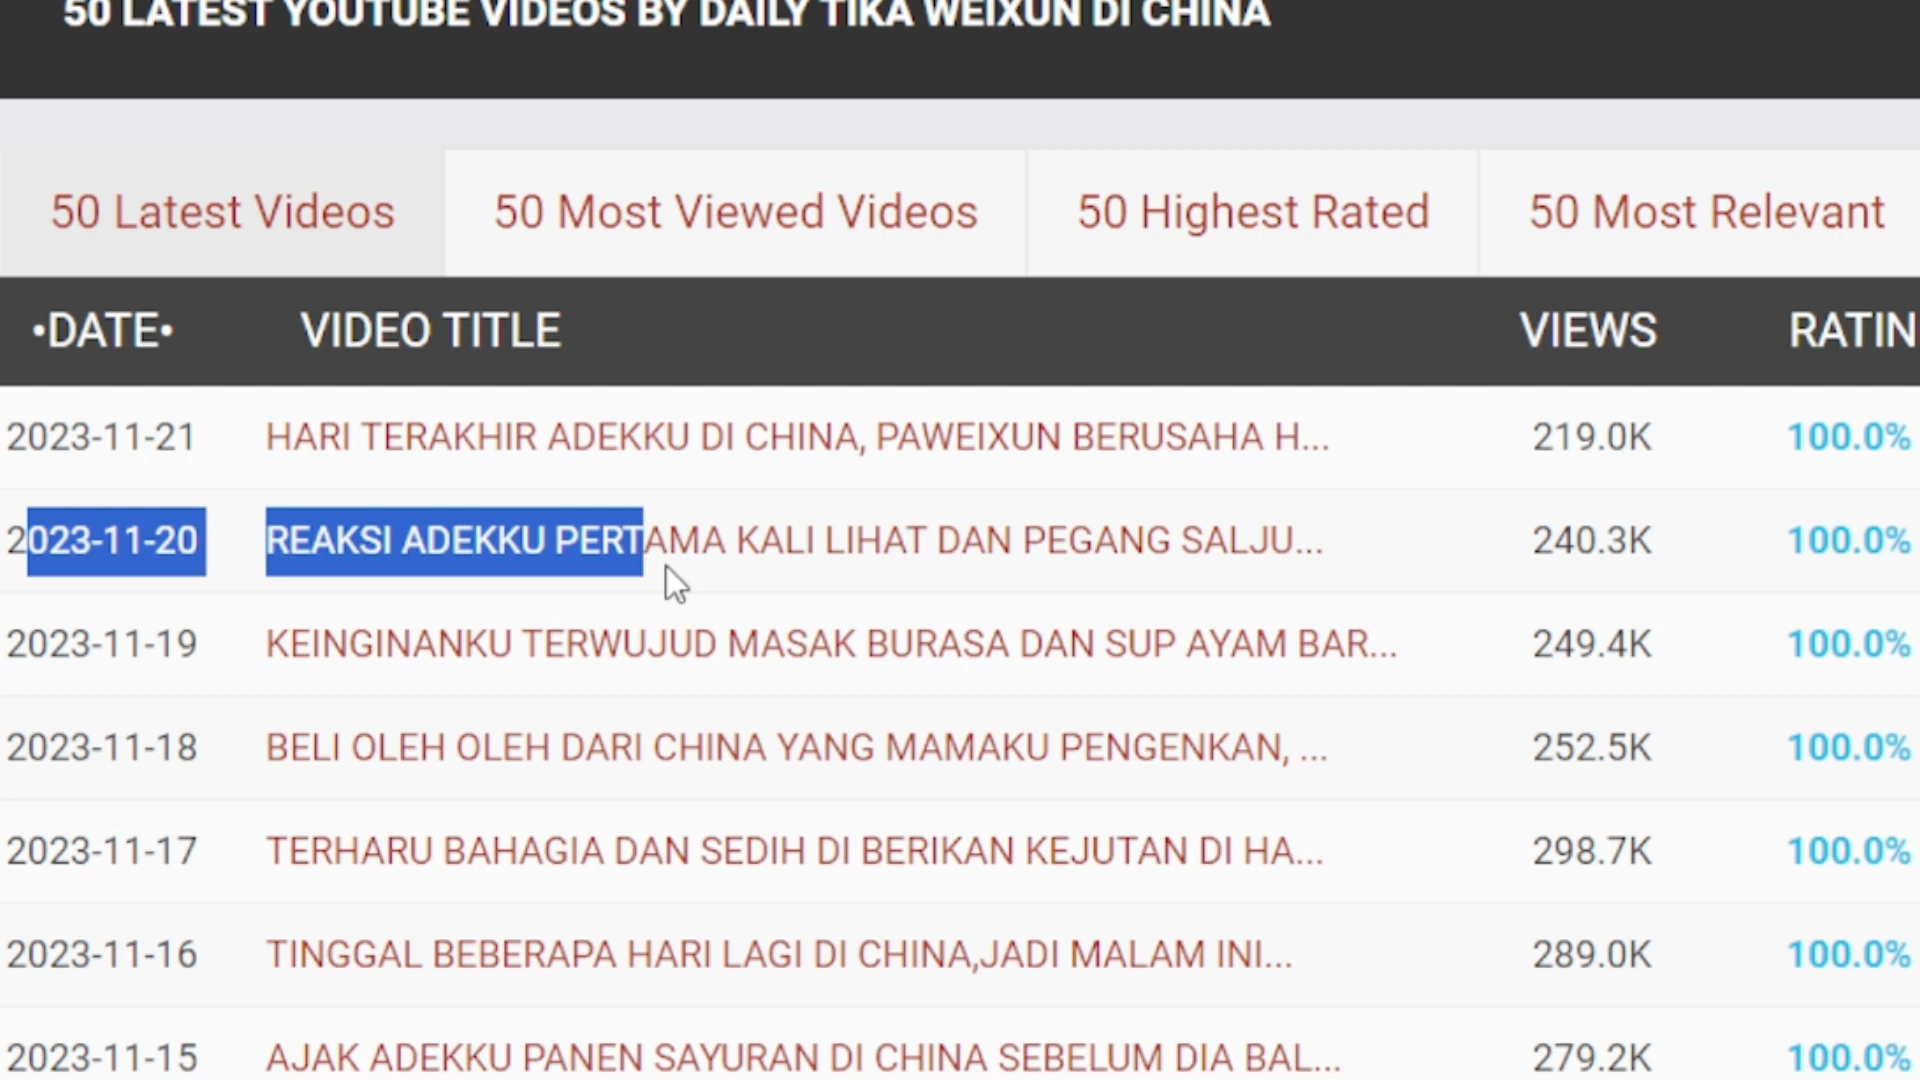 50 LATEST YOUTUBE VIDEOS BY DAILY TIKA WEIXUN DI CHINA
50 Latest Videos 50 Most Viewed Videos 50 Highest Rated 50 Most Relevant
•DATE• VIDEO TITLE VIEWS RATIN
2023-11-21 HARI TERAKHIR ADEKKU DI CHINA, PAWEIXUN BERUSAHA H... 219.0K 100.0%
2023-11-20 REAKSI ADEKKU PERTAMA KALI LIHAT DAN PEGANG SALJU... 240.3K 100.0%
2023-11-19 KEINGINANKU TERWUJUD MASAK BURASA DAN SUP AYAM BAR... 249.4K 100.0%
2023-11-18 BELI OLEH OLEH DARI CHINA YANG MAMAKU PENGENKAN, ... 252.5K 100.0%
2023-11-17 TERHARU BAHAGIA DAN SEDIH DI BERIKAN KEJUTAN DI HA... 298.7K 100.0%
2023-11-16 TINGGAL BEBERAPA HARI LAGI DI CHINA,JADI MALAM INI... 289.0K 100.0%
2023-11-15 AJAK ADEKKU PANEN SAYURAN DI CHINA SEBELUM DIA BAL... 279.2K 100.0%